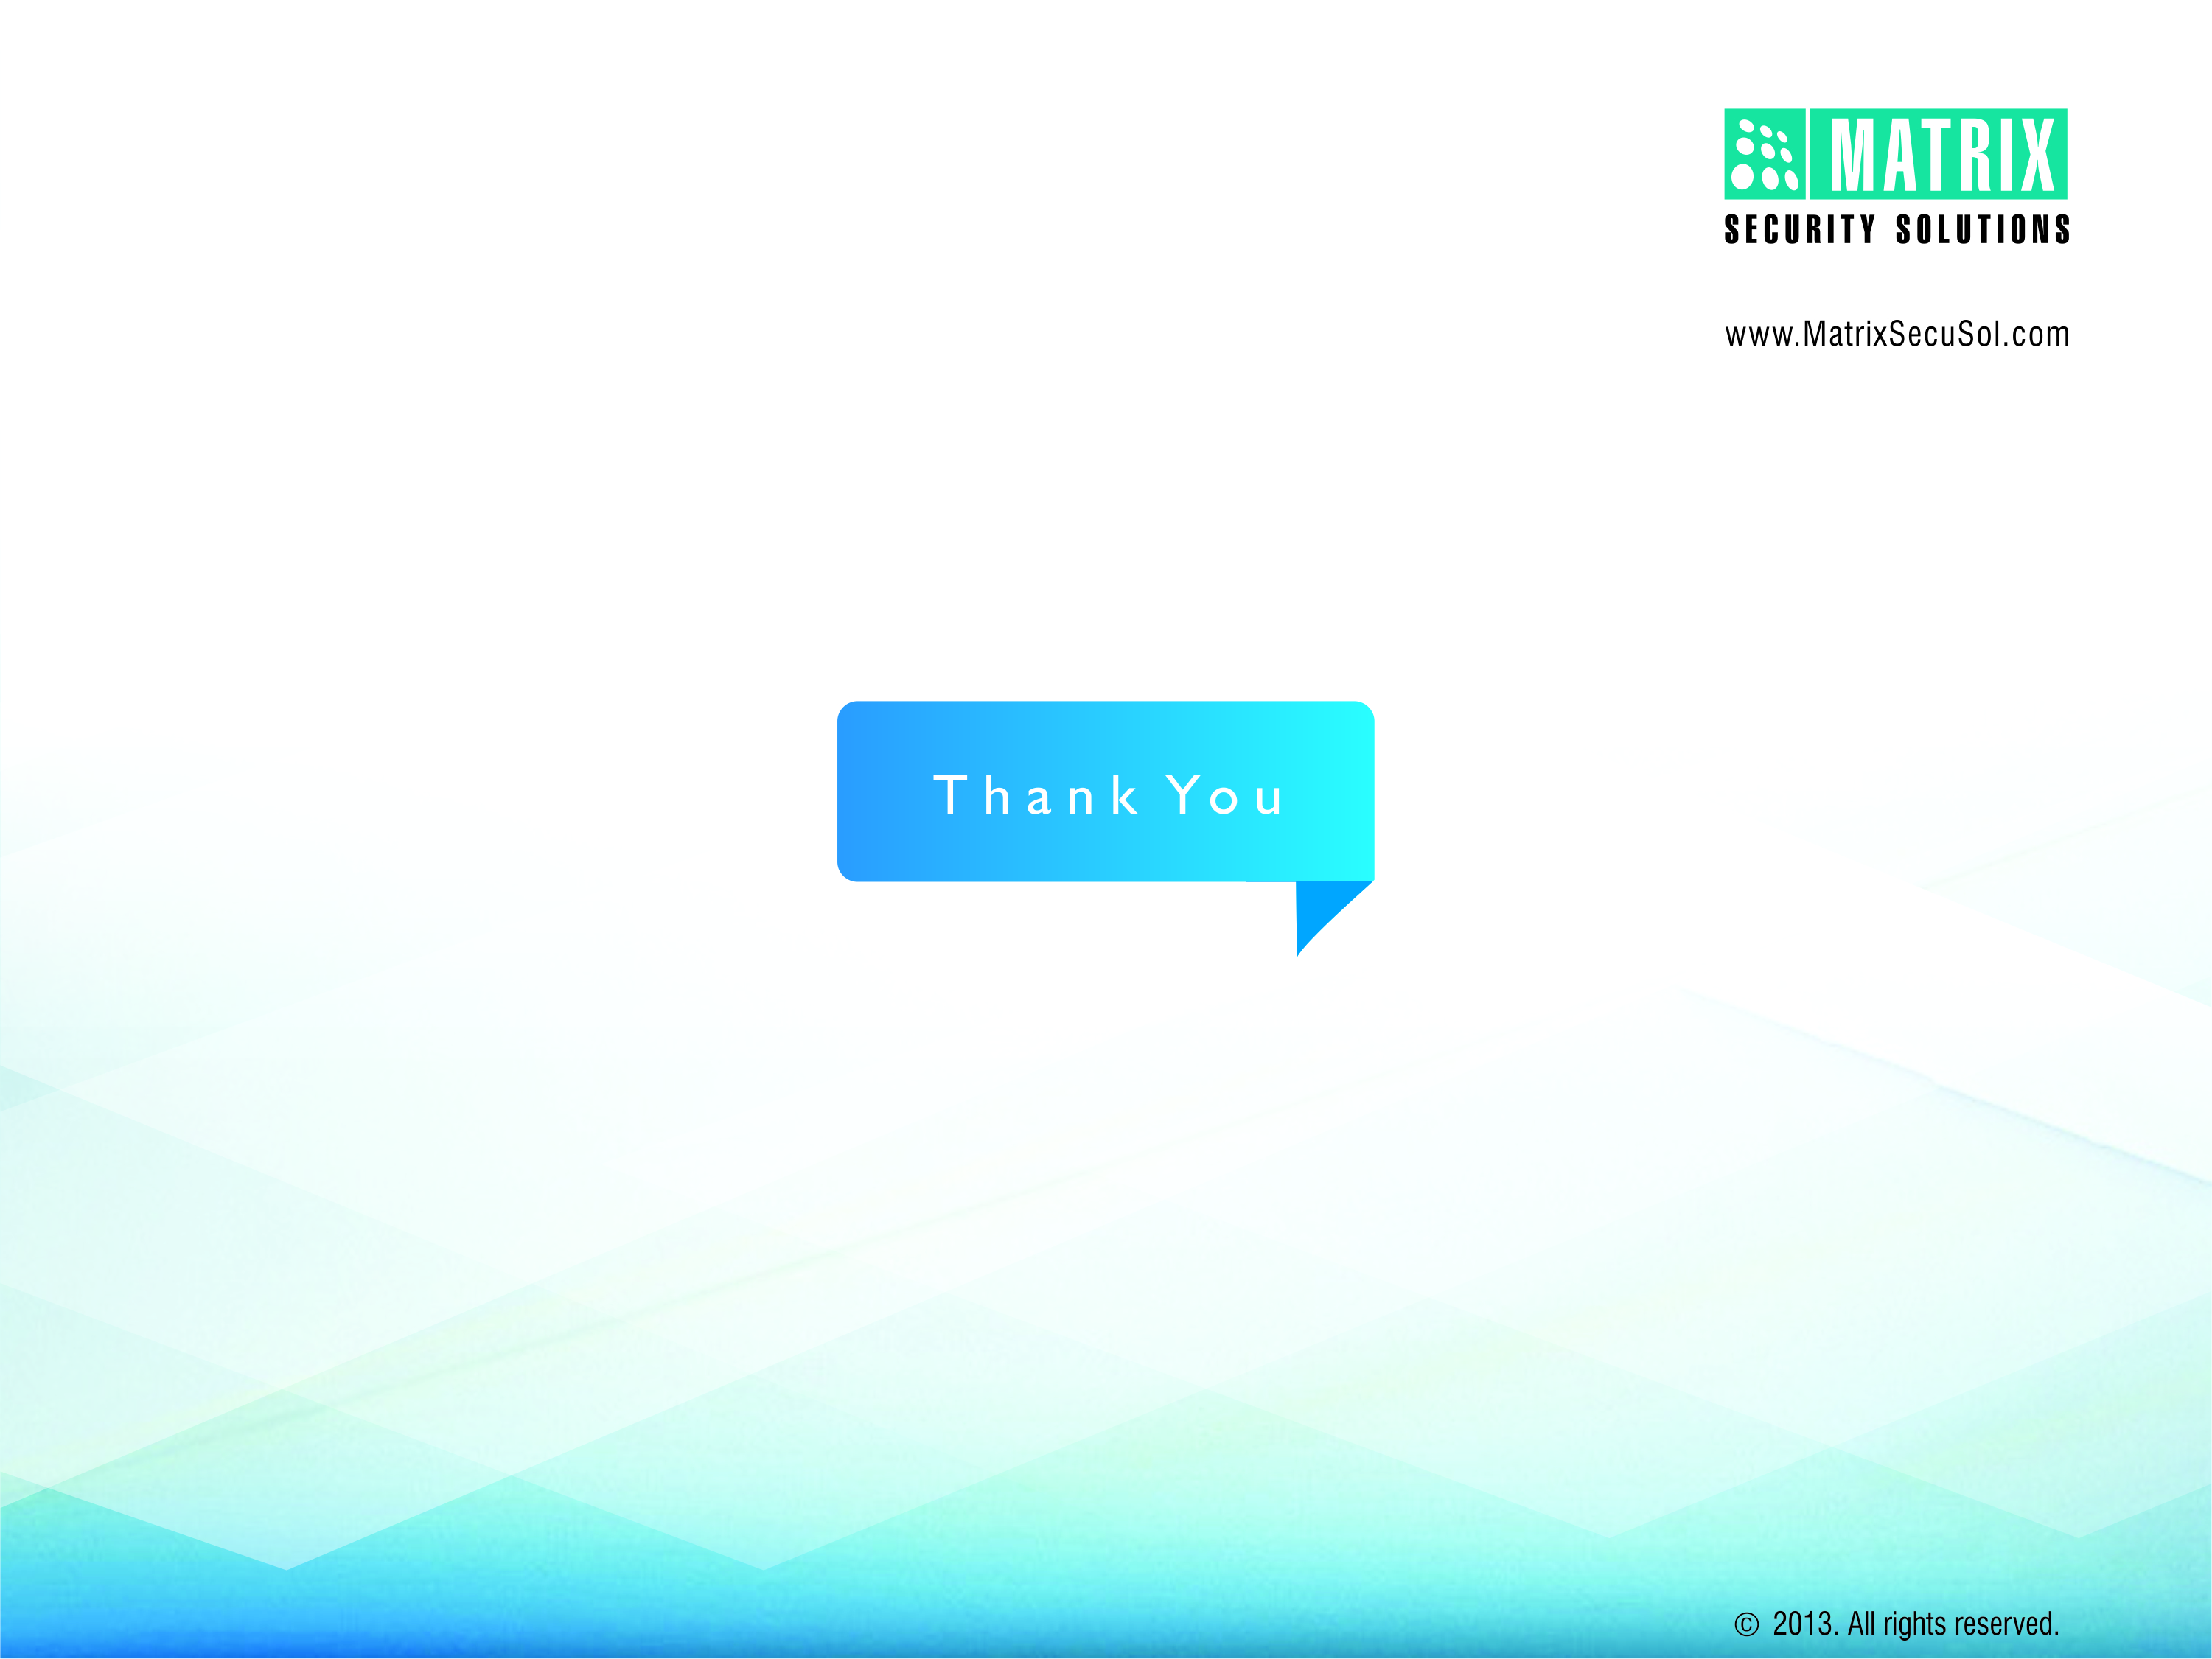 MATRIX
SECURITY SOLUTIONS
www.MatrixSecuSol.com
Thank You
© 2013. All rights reserved.